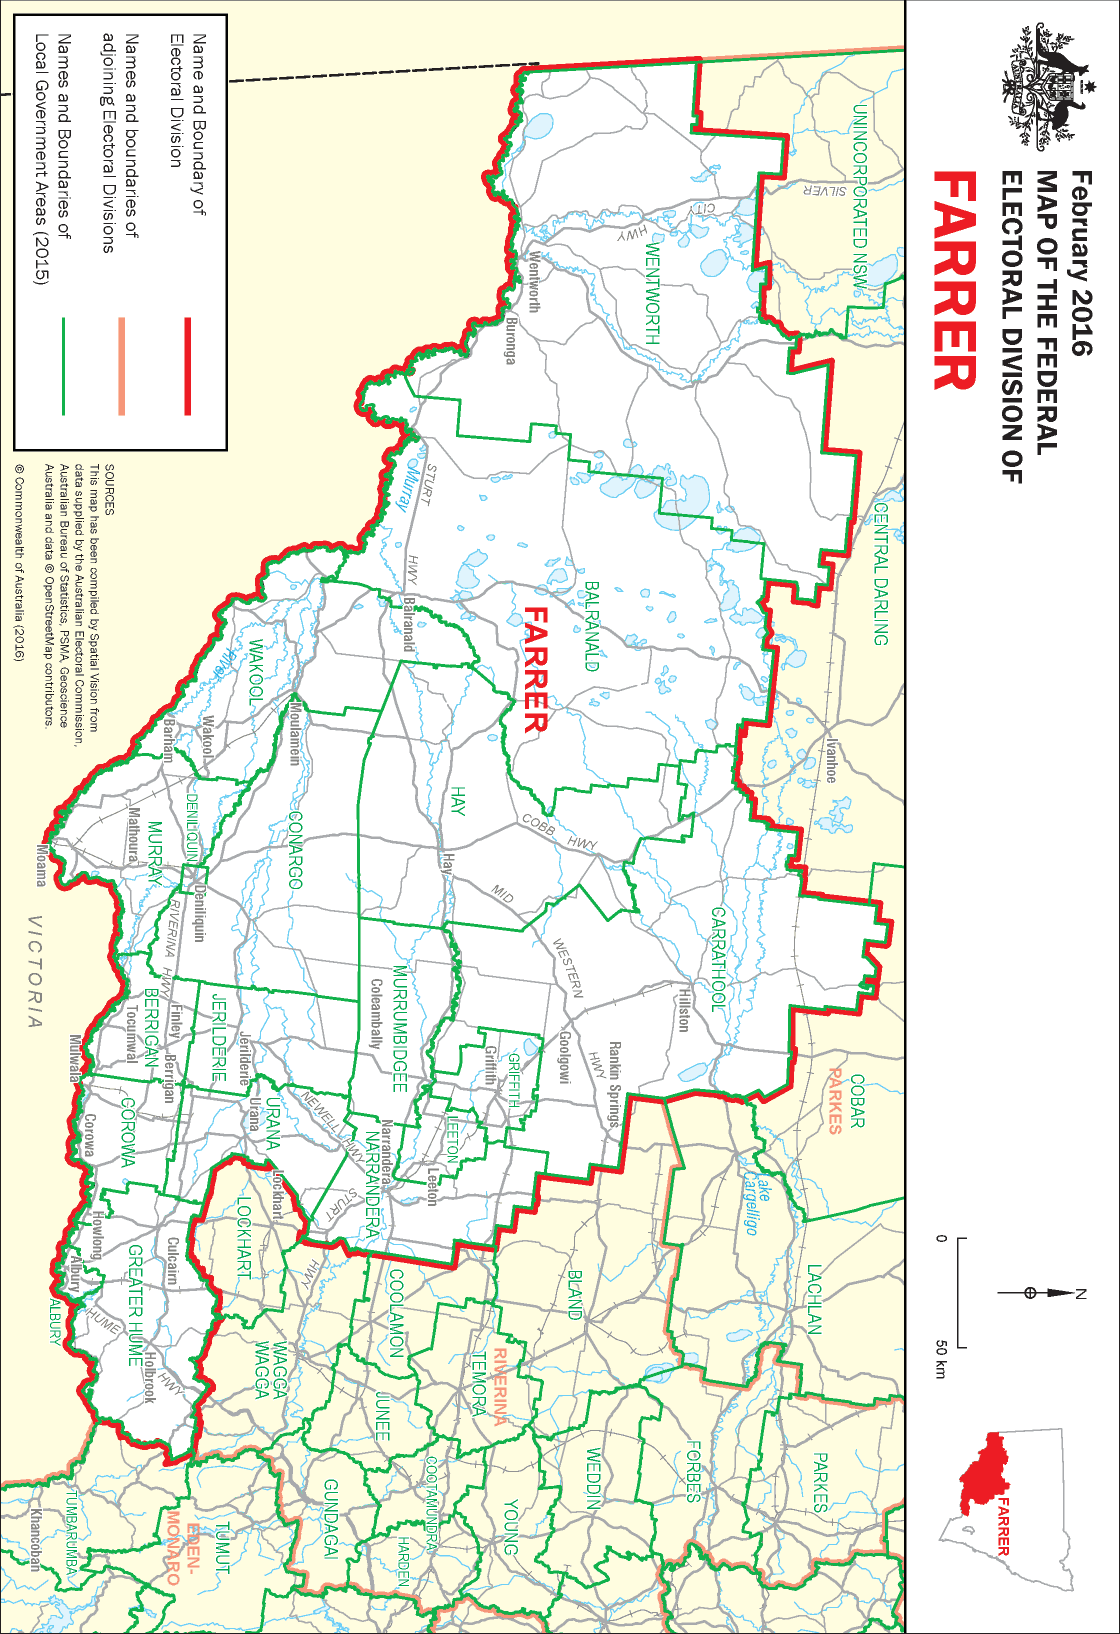 February 2016
MAP OF THE FEDERAL
ELECTORAL DIVISION OF
FARRER
AUSTRALIA
0
50 km
N
FARRER
UNINCORPORATED NSW
SILVER
CITY
HWY
WENTWORTH
Wentworth
Buronga
CENTRAL DARLING
Ivanhoe
STURT
HWY
Murray
Balranald
BALRANALD
FARRER
WAKOOL
River
Wakool
Barham
Moulamein
HAY
Hay
COBB
HWY
CONARGO
DENILIQUIN
Deniliquin
MURRAY
Mathoura
Moama
MID
WESTERN
HWY
CARRATHOOL
Hillston
Goolgowi
Rankin Springs
COBAR
PARKES
Lake
Cargelligo
LACHLAN
MURRUMBIDGEE
Coleambally
GRIFFITH
Griffith
LEETON
Leeton
NARRANDERA
Narrandera
RIVERINA
HWY
BERRIGAN
Finley
Tocumwal
Berrigan
Mulwala
JERILDERIE
Jerilderie
URANA
Urana
NEWELL
HWY
STURT
HWY
COROWA
Corowa
Lockhart
LOCKHART
Howlong
Culcairn
GREATER HUME
Albury
ALBURY
HUME
HWY
Holbrook
WAGGA
WAGGA
COOLAMON
JUNEE
TEMORA
RIVERINA
BLAND
WEDDIN
FORBES
PARKES
YOUNG
COOTAMUNDRA
HARDEN
GUNDAGAI
TUMUT
EDEN-
MONARO
TUMBARUMBA
Khancoban
VICTORIA
Name and Boundary of
Electoral Division
Names and boundaries of
adjoining Electoral Divisions
Names and Boundaries of
Local Government Areas (2015)
SOURCES
This map has been compiled by Spatial Vision from
data supplied by the Australian Electoral Commission,
Australian Bureau of Statistics, PSMA, Geoscience
Australia and data © OpenStreetMap contributors.
© Commonwealth of Australia (2016)